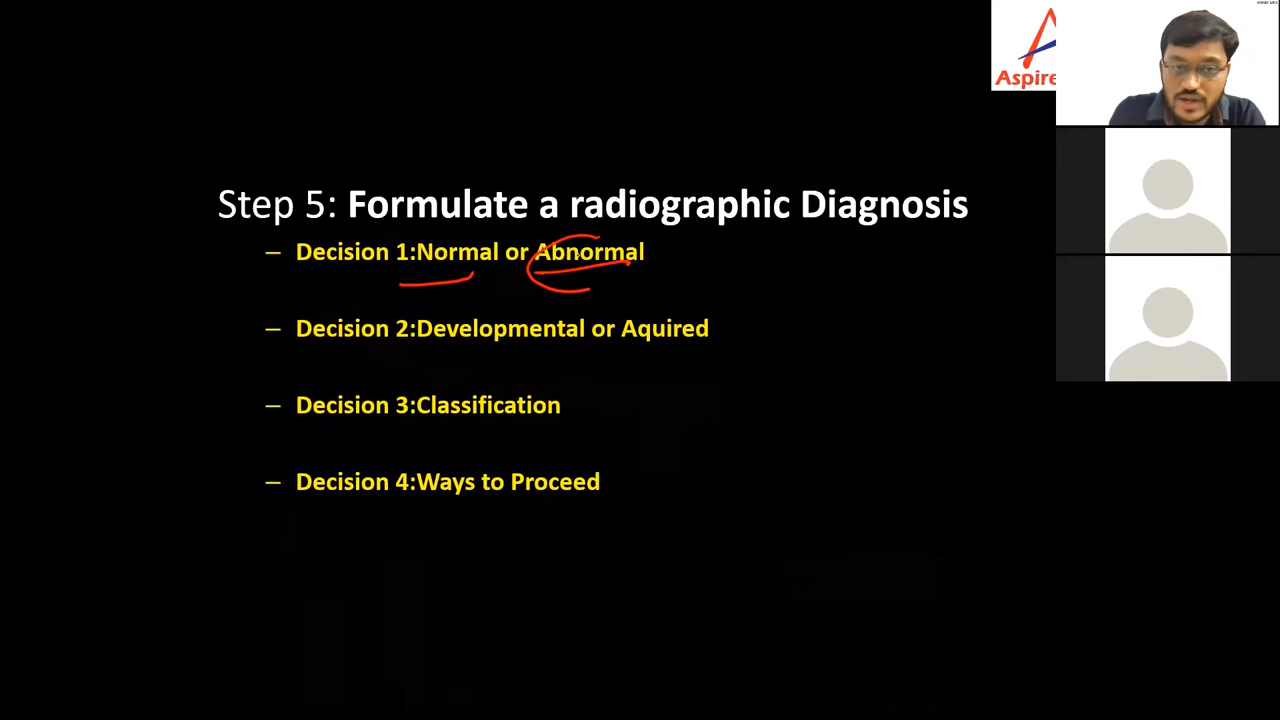 Aspire
Step 5: Formulate a radiographic Diagnosis
– Decision 1:Normal or Abnormal
– Decision 2:Developmental or Aquired
– Decision 3:Classification
– Decision 4:Ways to Proceed